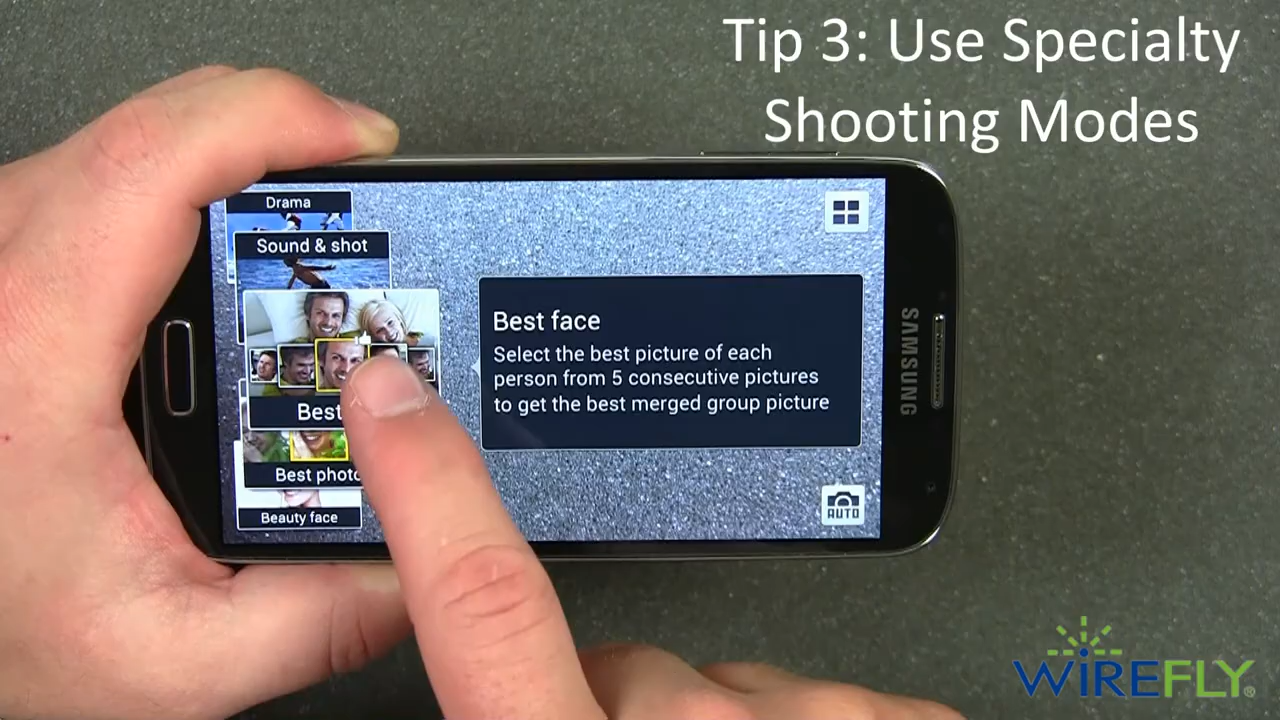 Tip 3: Use Specialty
Shooting Modes
Drama
Sound & shot
Best
Best photo
Beauty face
Best face
Select the best picture of each
person from 5 consecutive pictures
to get the best merged group picture
AUTO
SAMSUNG
WIREFLY®